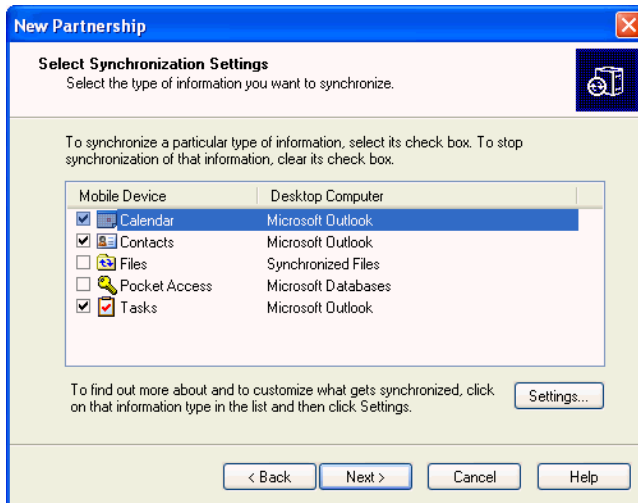 New Partnership
Select Synchronization Settings
Select the type of information you want to synchronize.
To synchronize a particular type of information, select its check box. To stop
synchronization of that information, clear its check box.
Mobile Device Desktop Computer
Calendar Microsoft Outlook
Contacts Microsoft Outlook
Files Synchronized Files
Pocket Access Microsoft Databases
Tasks Microsoft Outlook
To find out more about and to customize what gets synchronized, click
on that information type in the list and then click Settings.
Settings...
< Back Next > Cancel Help